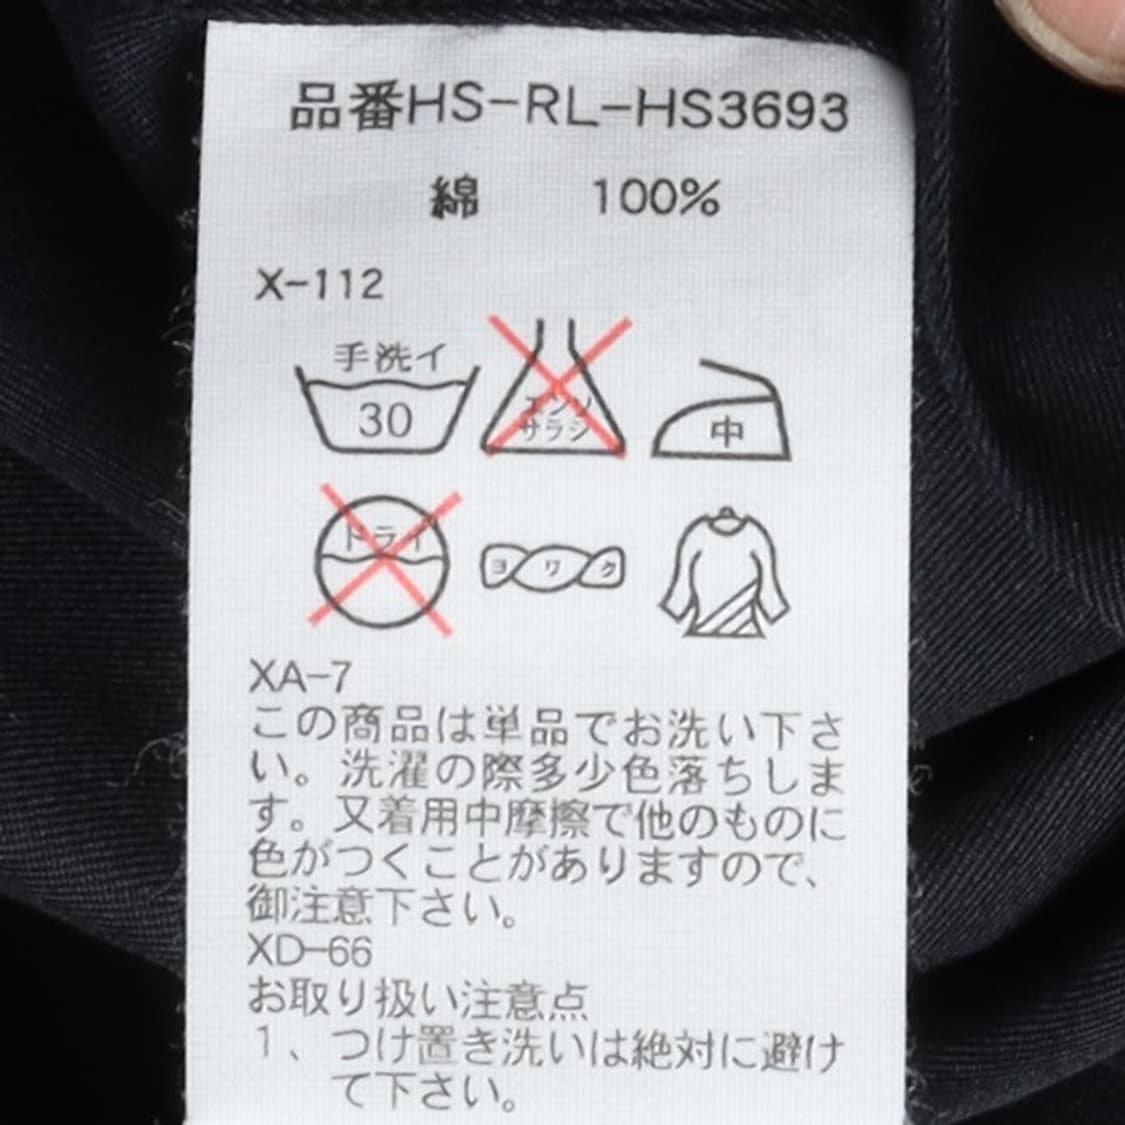 品番HS-RL-HS3693
綿 100%
X-112
手洗イ
30
エンソ
サラシ
中
ドライ
ヨワク
XA-7
この商品は単品でお洗い下さ
い。洗濯の際多少色落ちしま
す。又着用中摩擦で他のものに
色がつくことがありますので、
御注意下さい。
XD-66
お取り扱い注意点
1、つけ置き洗いは絶対に避け
て下さい。